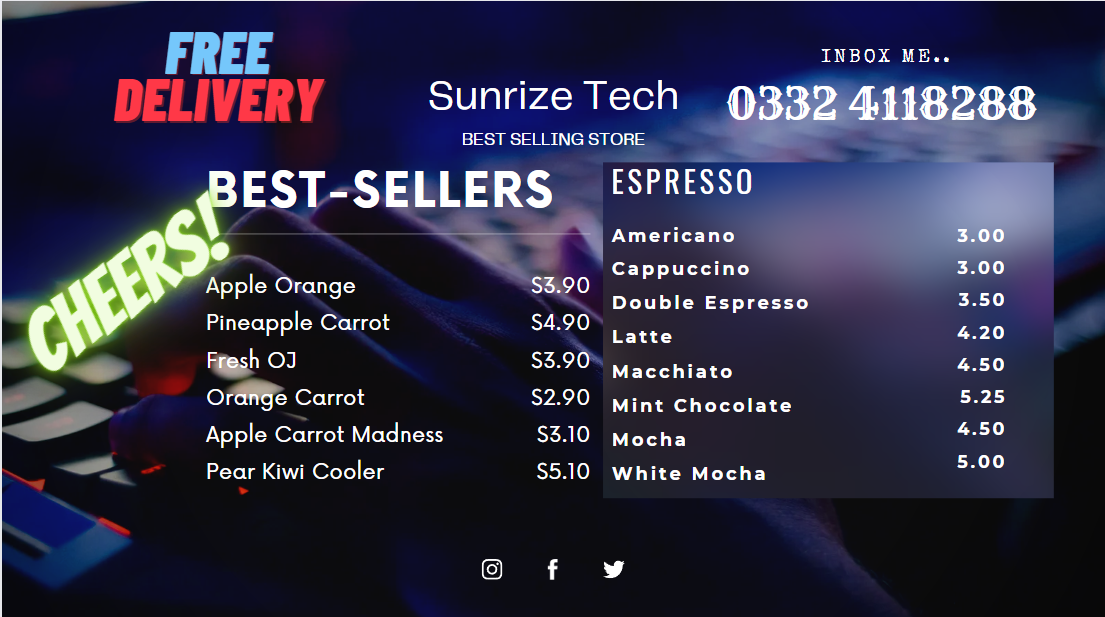 FREE
DELIVERY
INBOX ME..
Sunrize Tech
0332 4118288
BEST SELLING STORE
CHEERS!
BEST-SELLERS
Apple Orange S3.90
Pineapple Carrot S4.90
Fresh OJ S3.90
Orange Carrot S2.90
Apple Carrot Madness S3.10
Pear Kiwi Cooler S5.10
ESPRESSO
Americano 3.00
Cappuccino 3.00
Double Espresso 3.50
Latte 4.20
Macchiato 4.50
Mint Chocolate 5.25
Mocha 4.50
White Mocha 5.00